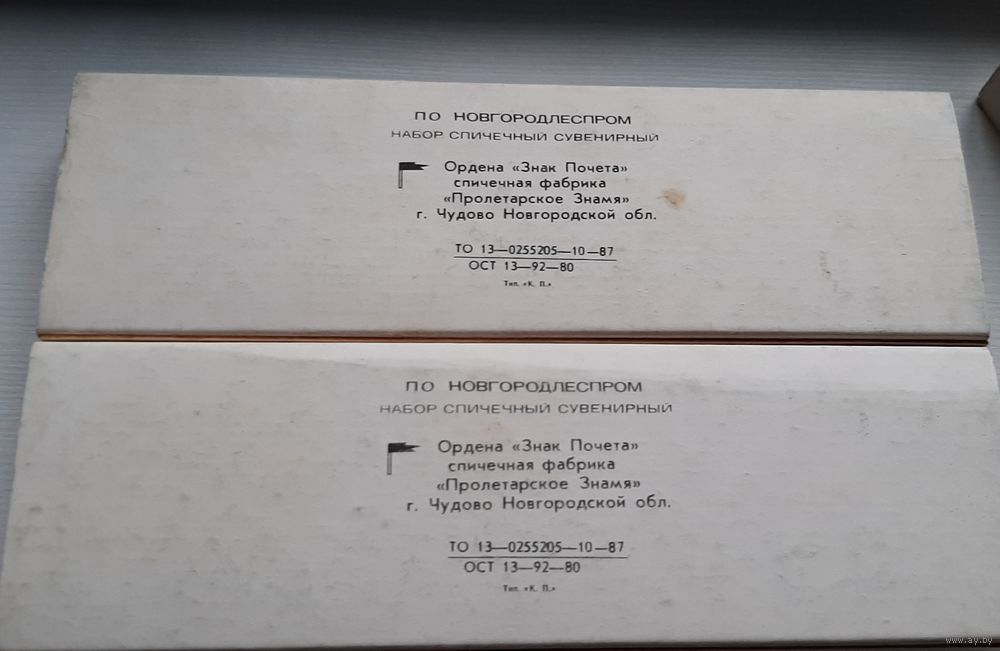 ПО НОВГОРОДЛЕСПРОМ
НАБОР СПИЧЕЧНЫЙ СУВЕНИРНЫЙ
Ордена «Знак Почета»
спичечная фабрика
«Пролетарское Знамя»
г. Чудово Новгородской обл.
ТО 13—0255205—10—87
ОСТ 13—92—80
Тип. «К. П.»
ПО НОВГОРОДЛЕСПРОМ
НАБОР СПИЧЕЧНЫЙ СУВЕНИРНЫЙ
Ордена «Знак Почета»
спичечная фабрика
«Пролетарское Знамя»
г. Чудово Новгородской обл.
ТО 13—0255205—10—87
ОСТ 13—92—80
Тип. «К. П.»
www.ay.by